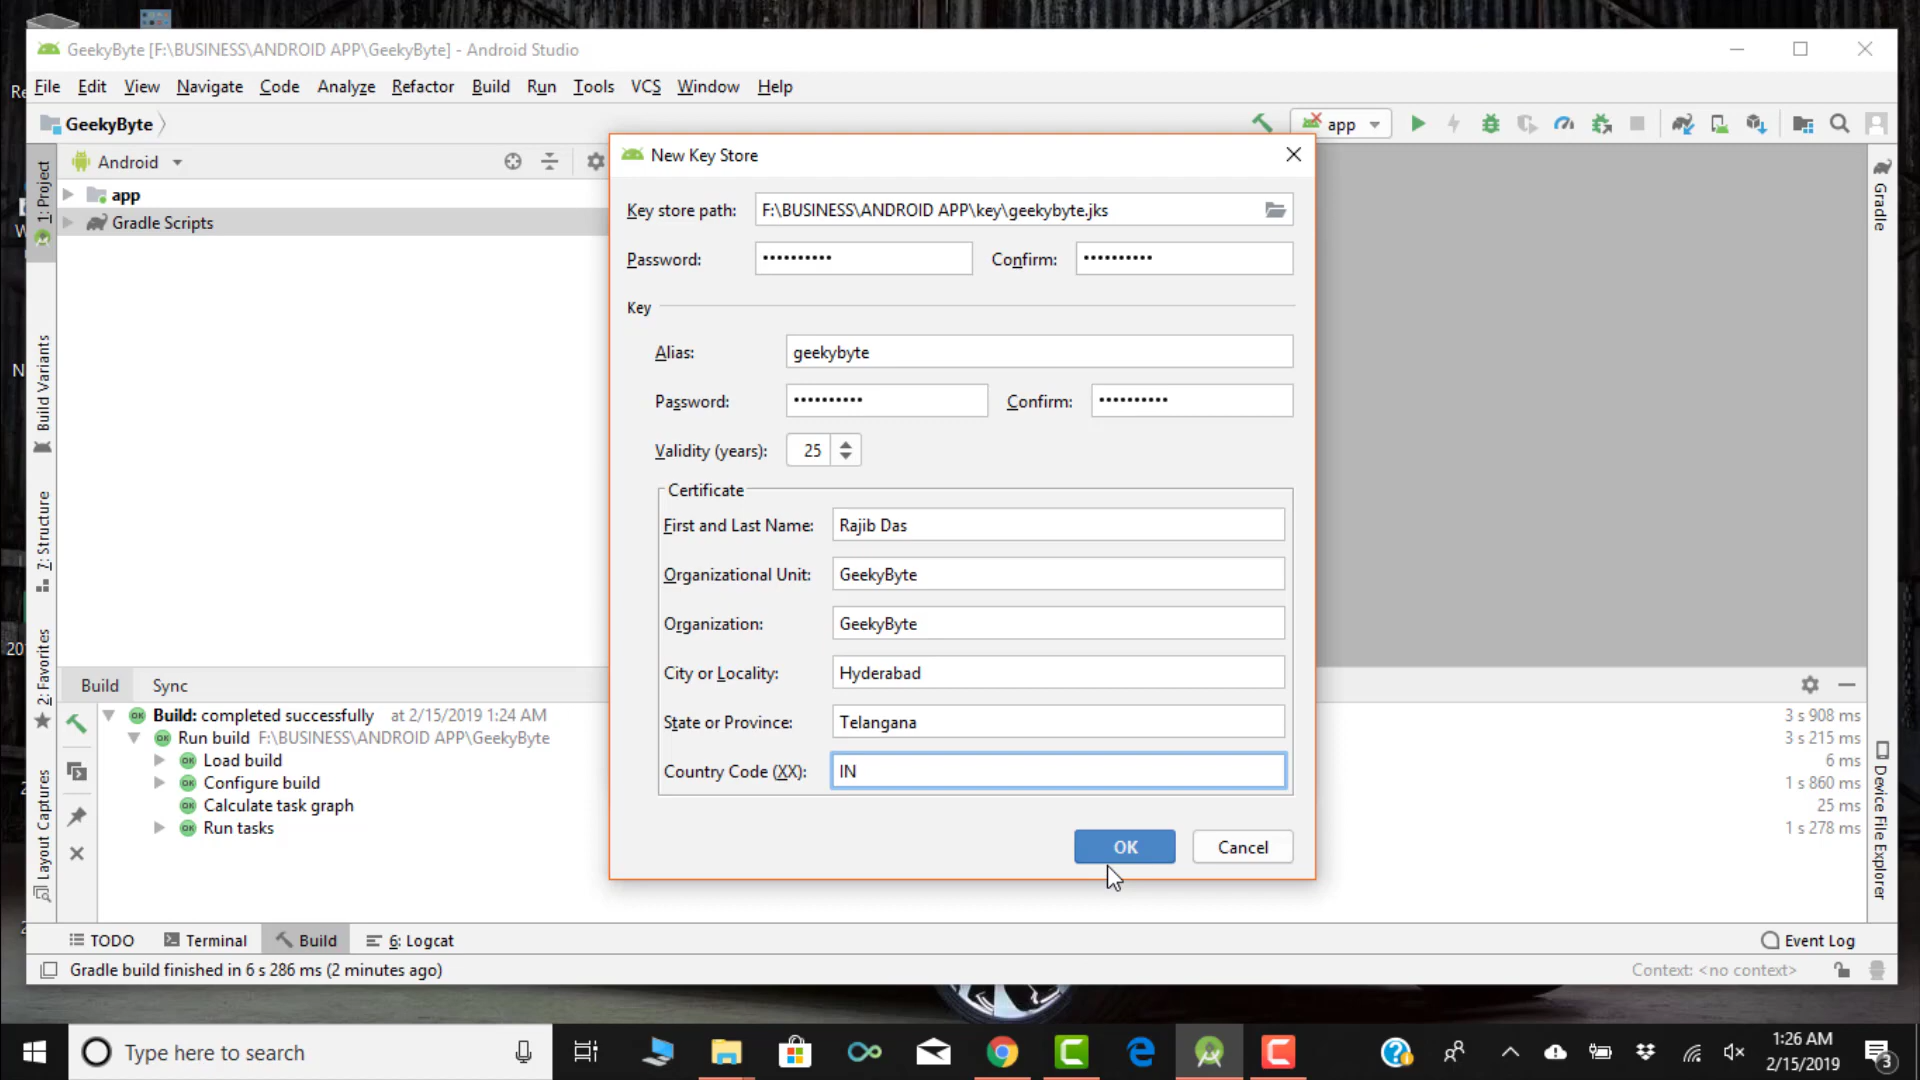 GeekyByte [F:\BUSINESS\ANDROID APP\GeekyByte] - Android Studio
File Edit View Navigate Code Analyze Refactor Build Run Tools VCS Window Help
GeekyByte
app
Android
app
Gradle Scripts
1: Project
Build Variants
7: Structure
2: Favorites
Layout Captures
Gradle
Device File Explorer
New Key Store
Key store path: F:\BUSINESS\ANDROID APP\key\geekybyte.jks
Password: •••••••••• Confirm: ••••••••••
Key
Alias: geekybyte
Password: •••••••••• Confirm: ••••••••••
Validity (years): 25
Certificate
First and Last Name: Rajib Das
Organizational Unit: GeekyByte
Organization: GeekyByte
City or Locality: Hyderabad
State or Province: Telangana
Country Code (XX): IN
OK Cancel
Build Sync
Build: completed successfully at 2/15/2019 1:24 AM 3 s 908 ms
Run build F:\BUSINESS\ANDROID APP\GeekyByte 3 s 215 ms
Load build 6 ms
Configure build 1 s 860 ms
Calculate task graph 25 ms
Run tasks 1 s 278 ms
TODO Terminal Build 6: Logcat Event Log
Gradle build finished in 6 s 286 ms (2 minutes ago) Context: <no context>
Type here to search
1:26 AM
2/15/2019
3